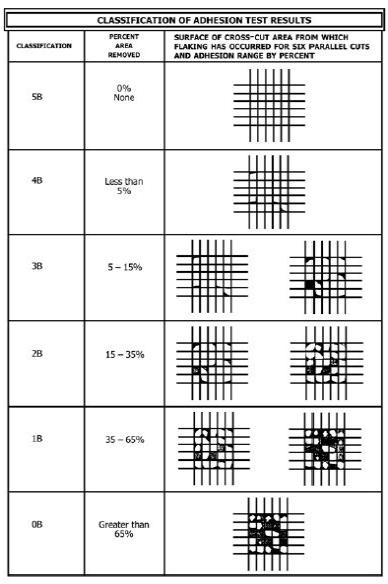 CLASSIFICATION OF ADHESION TEST RESULTS
CLASSIFICATION
PERCENT
AREA
REMOVED
SURFACE OF CROSS-CUT AREA FROM WHICH
FLAKING HAS OCCURRED FOR SIX PARALLEL CUTS
AND ADHESION RANGE BY PERCENT
5B
0%
None
4B
Less than
5%
3B
5 – 15%
2B
15 – 35%
1B
35 – 65%
0B
Greater than
65%